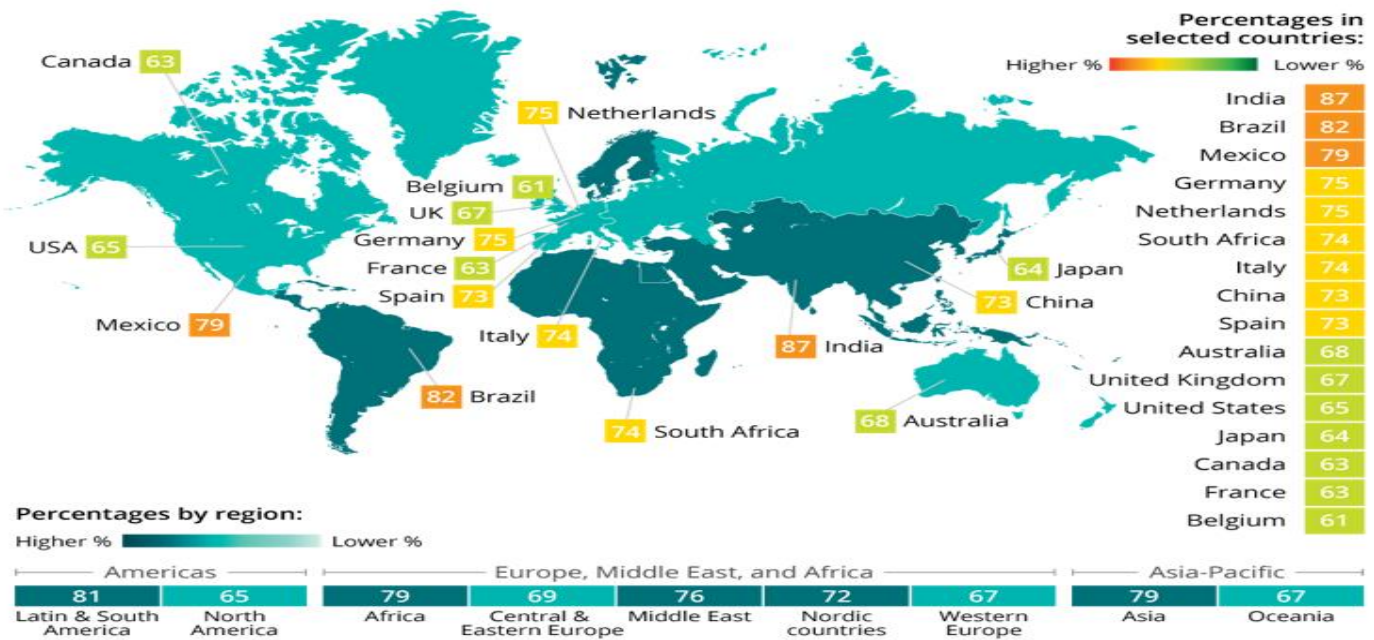 Percentages in
selected countries:
Higher % Lower %
Canada 63
75 Netherlands
Belgium 61
UK 67
USA 65
Germany 75
France 63
Spain 73
Mexico 79
Italy 74
64 Japan
73 China
87 India
82 Brazil
74 South Africa
68 Australia
India 87
Brazil 82
Mexico 79
Germany 75
Netherlands 75
South Africa 74
Italy 74
China 73
Spain 73
Australia 68
United Kingdom 67
United States 65
Japan 64
Canada 63
France 63
Belgium 61
Percentages by region:
Higher % Lower %
Americas Europe, Middle East, and Africa Asia-Pacific
81 65 79 69 76 72 67 79 67
Latin & South North Africa Central & Middle East Nordic Western Asia Oceania
America America Eastern Europe countries Europe